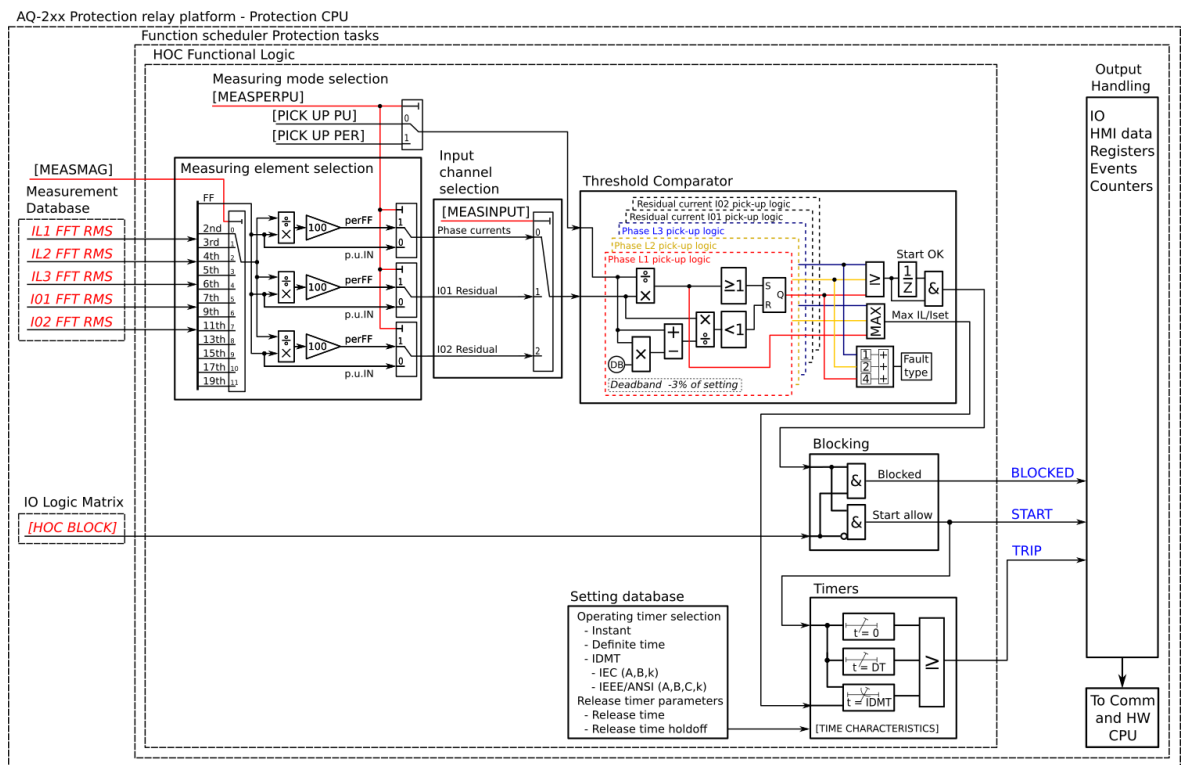 AQ-2xx Protection relay platform - Protection CPU
Function scheduler Protection tasks
HOC Functional Logic
Measuring mode selection
[MEASPERPU]
[PICK UP PU]
[PICK UP PER]
0
1
[MEASMAG]
Measurement
Database
IL1 FFT RMS
IL2 FFT RMS
IL3 FFT RMS
I01 FFT RMS
I02 FFT RMS
Measuring element selection
FF
2nd
3rd
4th
5th
6th
7th
9th
11th
13th
15th
17th
19th
0
1
2
3
4
5
6
7
8
9
10
11
÷
×
100
perFF
p.u.IN
1
0
÷
×
100
perFF
p.u.IN
1
0
÷
×
100
perFF
p.u.IN
1
0
Input
channel
selection
[MEASINPUT]
Phase currents
0
I01 Residual
1
I02 Residual
2
Threshold Comparator
Residual current I02 pick-up logic
Residual current I01 pick-up logic
Phase L3 pick-up logic
Phase L2 pick-up logic
Phase L1 pick-up logic
÷
×
≥1
S
Q
R
+
−
×
÷
<1
×
DB
Deadband -3% of setting
≥
1
Z
Start OK
&
MAX
Max IL/Iset
1 +
2 +
4 +
Fault
type
Blocking
&
Blocked
&
Start allow
IO Logic Matrix
[HOC BLOCK]
BLOCKED
START
TRIP
Output
Handling
IO
HMI data
Registers
Events
Counters
To Comm
and HW
CPU
Setting database
Operating timer selection
- Instant
- Definite time
- IDMT
- IEC (A,B,k)
- IEEE/ANSI (A,B,C,k)
Release timer parameters
- Release time
- Release time holdoff
Timers
t = 0
t = DT
t = IDMT
≥
[TIME CHARACTERISTICS]